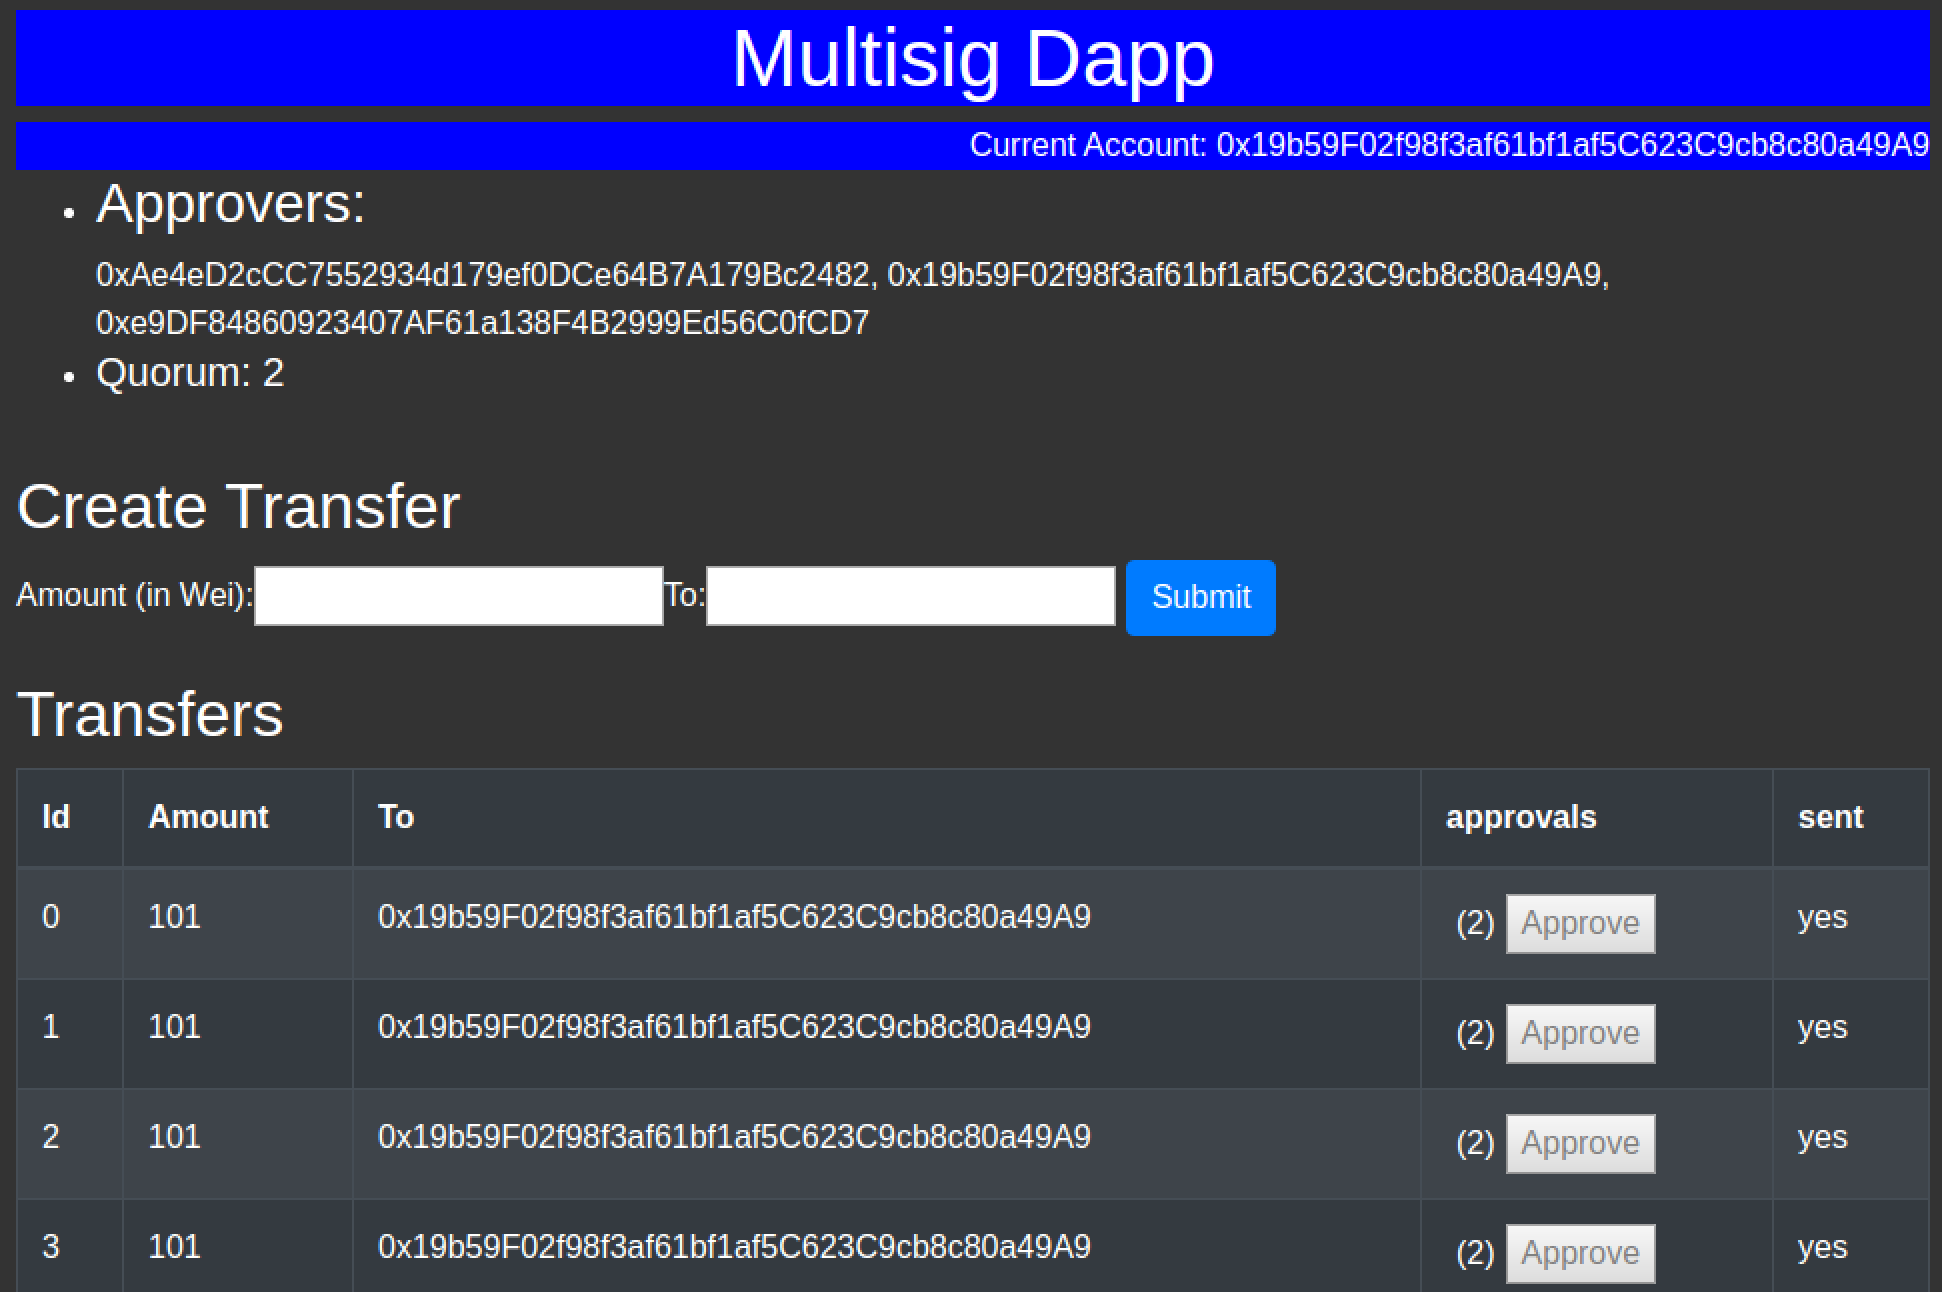 Multisig Dapp
Current Account: 0x19b59F02f98f3af61bf1af5C623C9cb8c80a49A9
Approvers:
0xAe4eD2cCC7552934d179ef0DCe64B7A179Bc2482, 0x19b59F02f98f3af61bf1af5C623C9cb8c80a49A9,
0xe9DF84860923407AF61a138F4B2999Ed56C0fCD7
Quorum: 2
Create Transfer
Amount (in Wei): To: Submit
Transfers
Id Amount To approvals sent
0 101 0x19b59F02f98f3af61bf1af5C623C9cb8c80a49A9 (2) Approve yes
1 101 0x19b59F02f98f3af61bf1af5C623C9cb8c80a49A9 (2) Approve yes
2 101 0x19b59F02f98f3af61bf1af5C623C9cb8c80a49A9 (2) Approve yes
3 101 0x19b59F02f98f3af61bf1af5C623C9cb8c80a49A9 (2) Approve yes